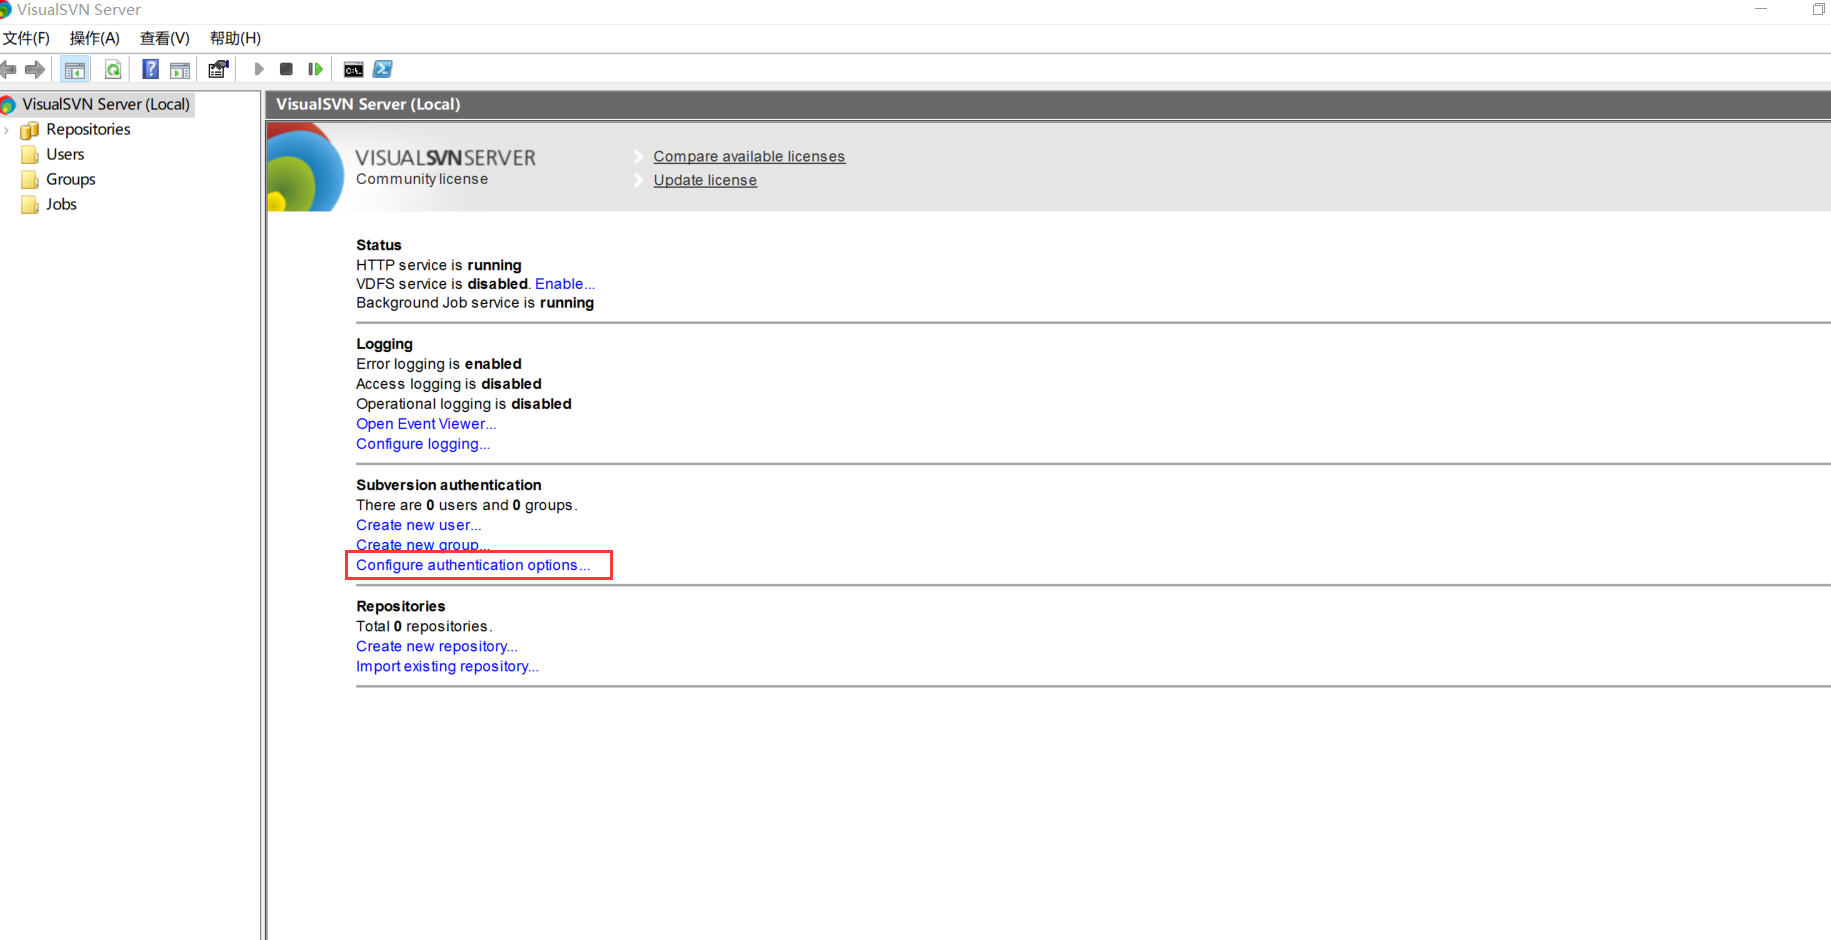 VisualSVN Server
文件(F) 操作(A) 查看(V) 帮助(H)
VisualSVN Server (Local)
Repositories
Users
Groups
Jobs
VisualSVN Server (Local)
VISUALSVNSERVER
Community license
Compare available licenses
Update license
Status
HTTP service is running
VDFS service is disabled. Enable...
Background Job service is running
Logging
Error logging is enabled
Access logging is disabled
Operational logging is disabled
Open Event Viewer...
Configure logging...
Subversion authentication
There are 0 users and 0 groups.
Create new user...
Create new group...
Configure authentication options...
Repositories
Total 0 repositories.
Create new repository...
Import existing repository...